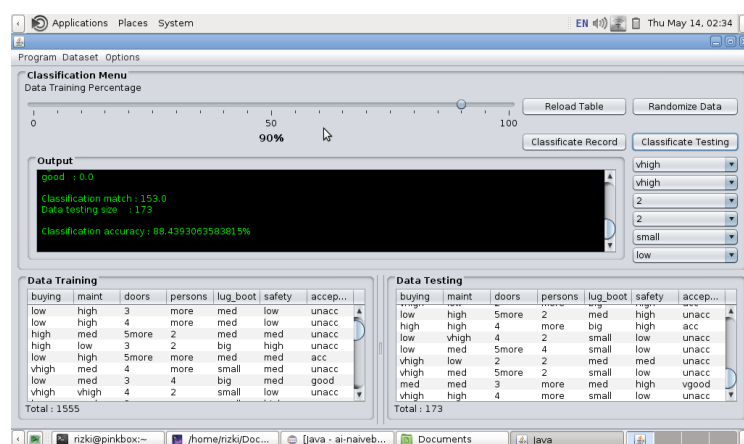 Applications Places System EN Thu May 14, 02:34
Program Dataset Options
Classification Menu
Data Training Percentage
0 50 100
90%
Reload Table Randomize Data
Classificate Record Classificate Testing
Output
good : 0.0
Classification match : 153.0
Data testing size : 173
Classification accuracy : 88.4393063583815%
vhigh
vhigh
2
2
small
low
Data Training
buying maint doors persons lug_boot safety accep...
low high 3 more med low unacc
low high 4 more med low unacc
high med 5more 2 med med unacc
high low 3 2 big high unacc
low high 5more more med med acc
vhigh med 4 more small med unacc
low med 3 4 big med good
vhigh vhigh 4 2 small low unacc
Total : 1555
Data Testing
buying maint doors persons lug_boot safety accep...
low high 5more 2 med high unacc
high high 4 more big high acc
low vhigh 4 2 small low unacc
low med 5more 4 small low unacc
vhigh low 2 2 med med unacc
vhigh med 5more 2 small low unacc
med med 3 more med high vgood
vhigh high 4 more small low unacc
Total : 173
rizki@pinkbox:~ /home/rizki/Doc... [Java - ai-naiveb... Documents Java